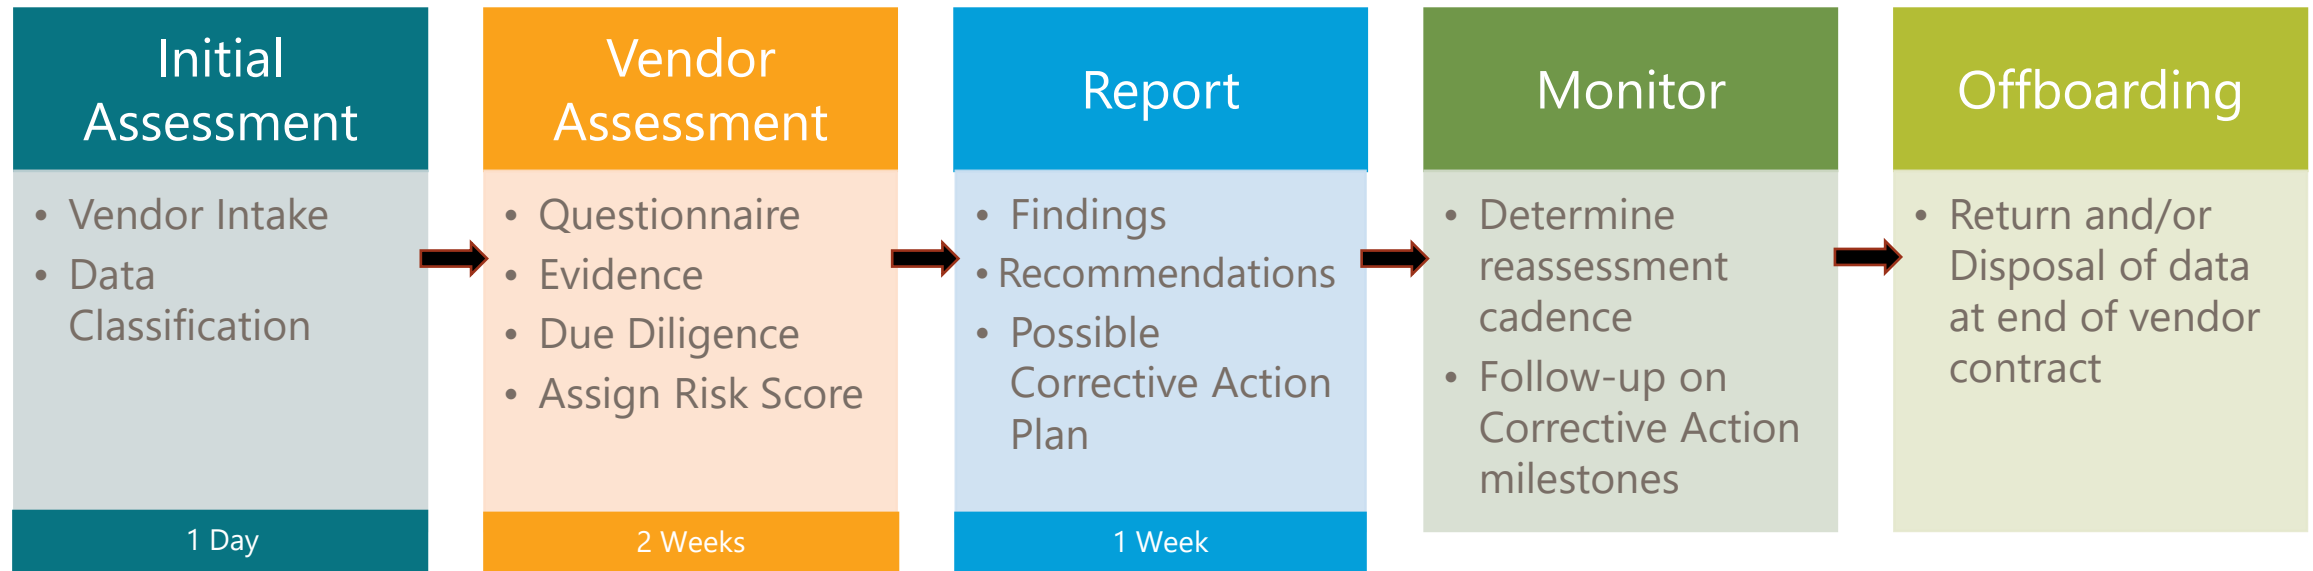 Initial
Assessment
• Vendor Intake
• Data
Classification
1 Day
Vendor
Assessment
• Questionnaire
• Evidence
• Due Diligence
• Assign Risk Score
2 Weeks
Report
• Findings
• Recommendations
• Possible
Corrective Action
Plan
1 Week
Monitor
• Determine
reassessment
cadence
• Follow-up on
Corrective Action
milestones
Offboarding
• Return and/or
Disposal of data
at end of vendor
contract